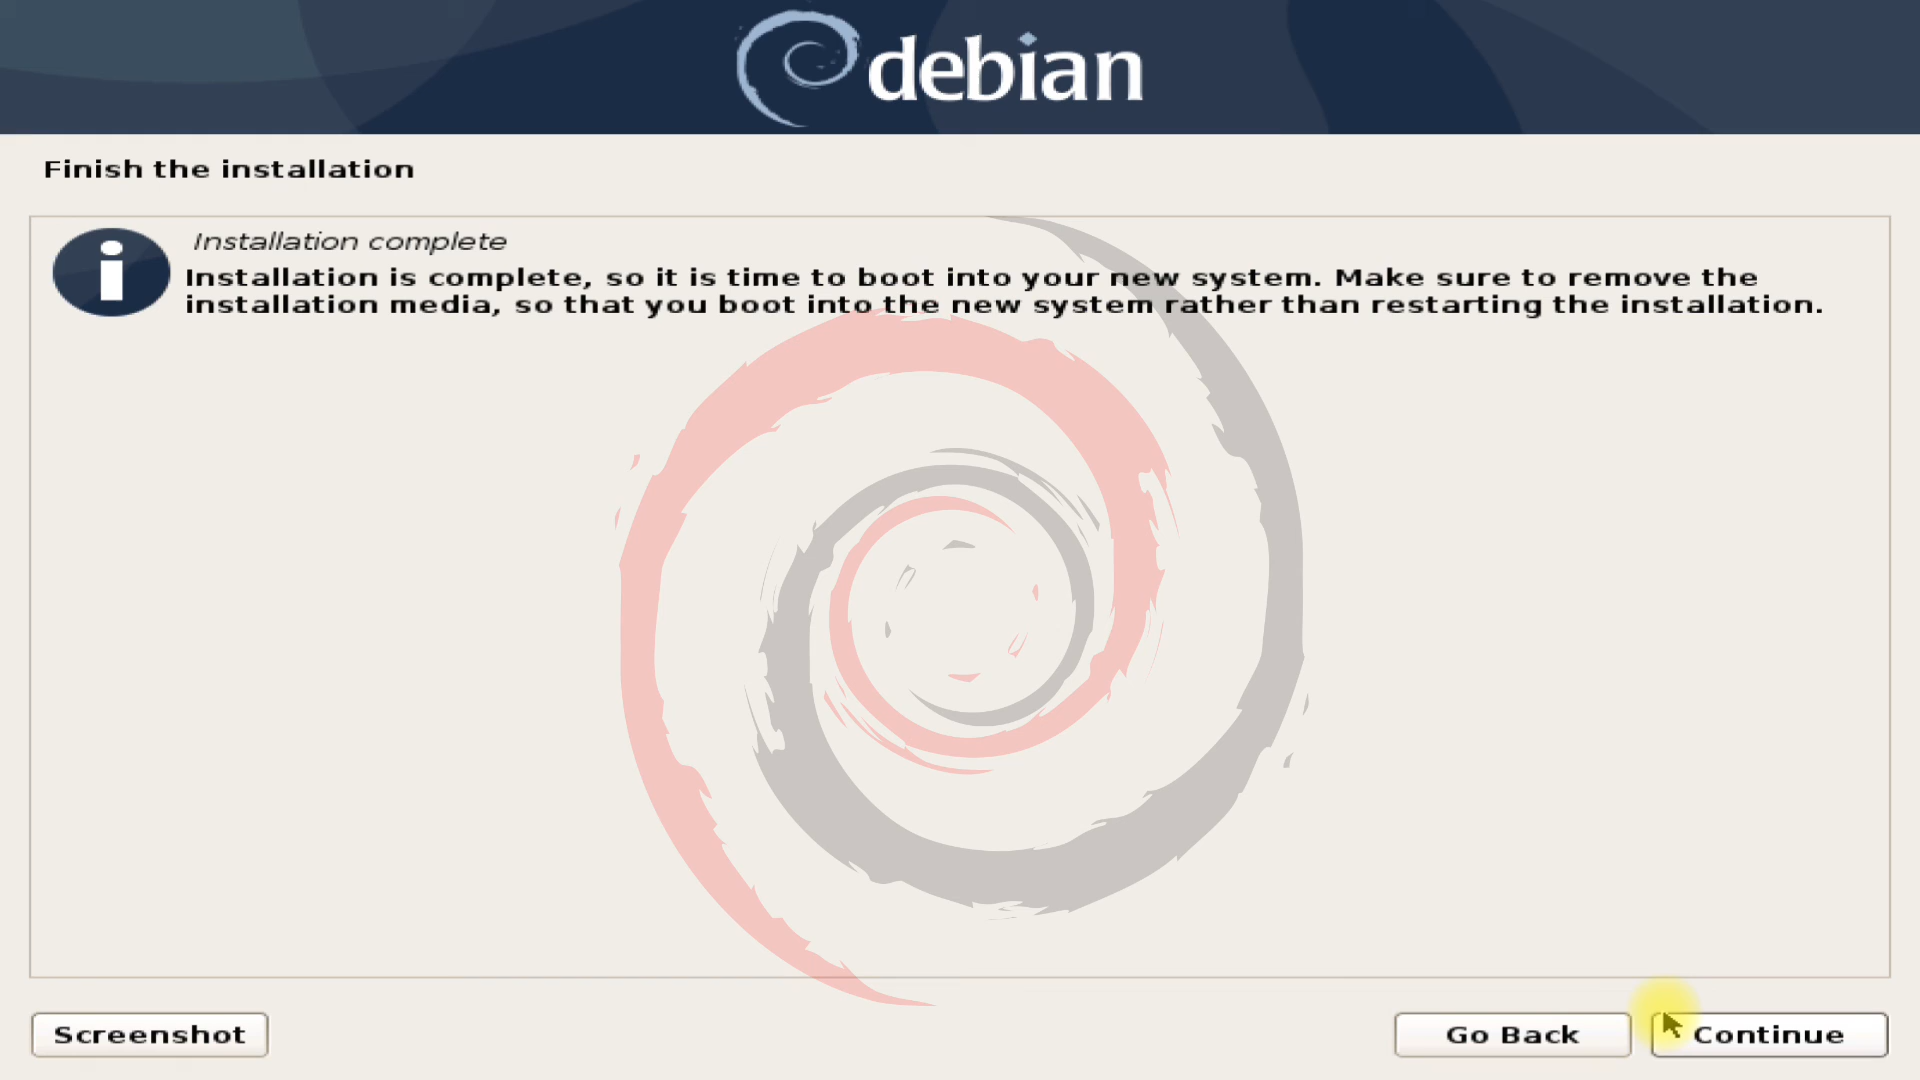 debian
Finish the installation
Installation complete
Installation is complete, so it is time to boot into your new system. Make sure to remove the
installation media, so that you boot into the new system rather than restarting the installation.
Screenshot
Go Back
Continue